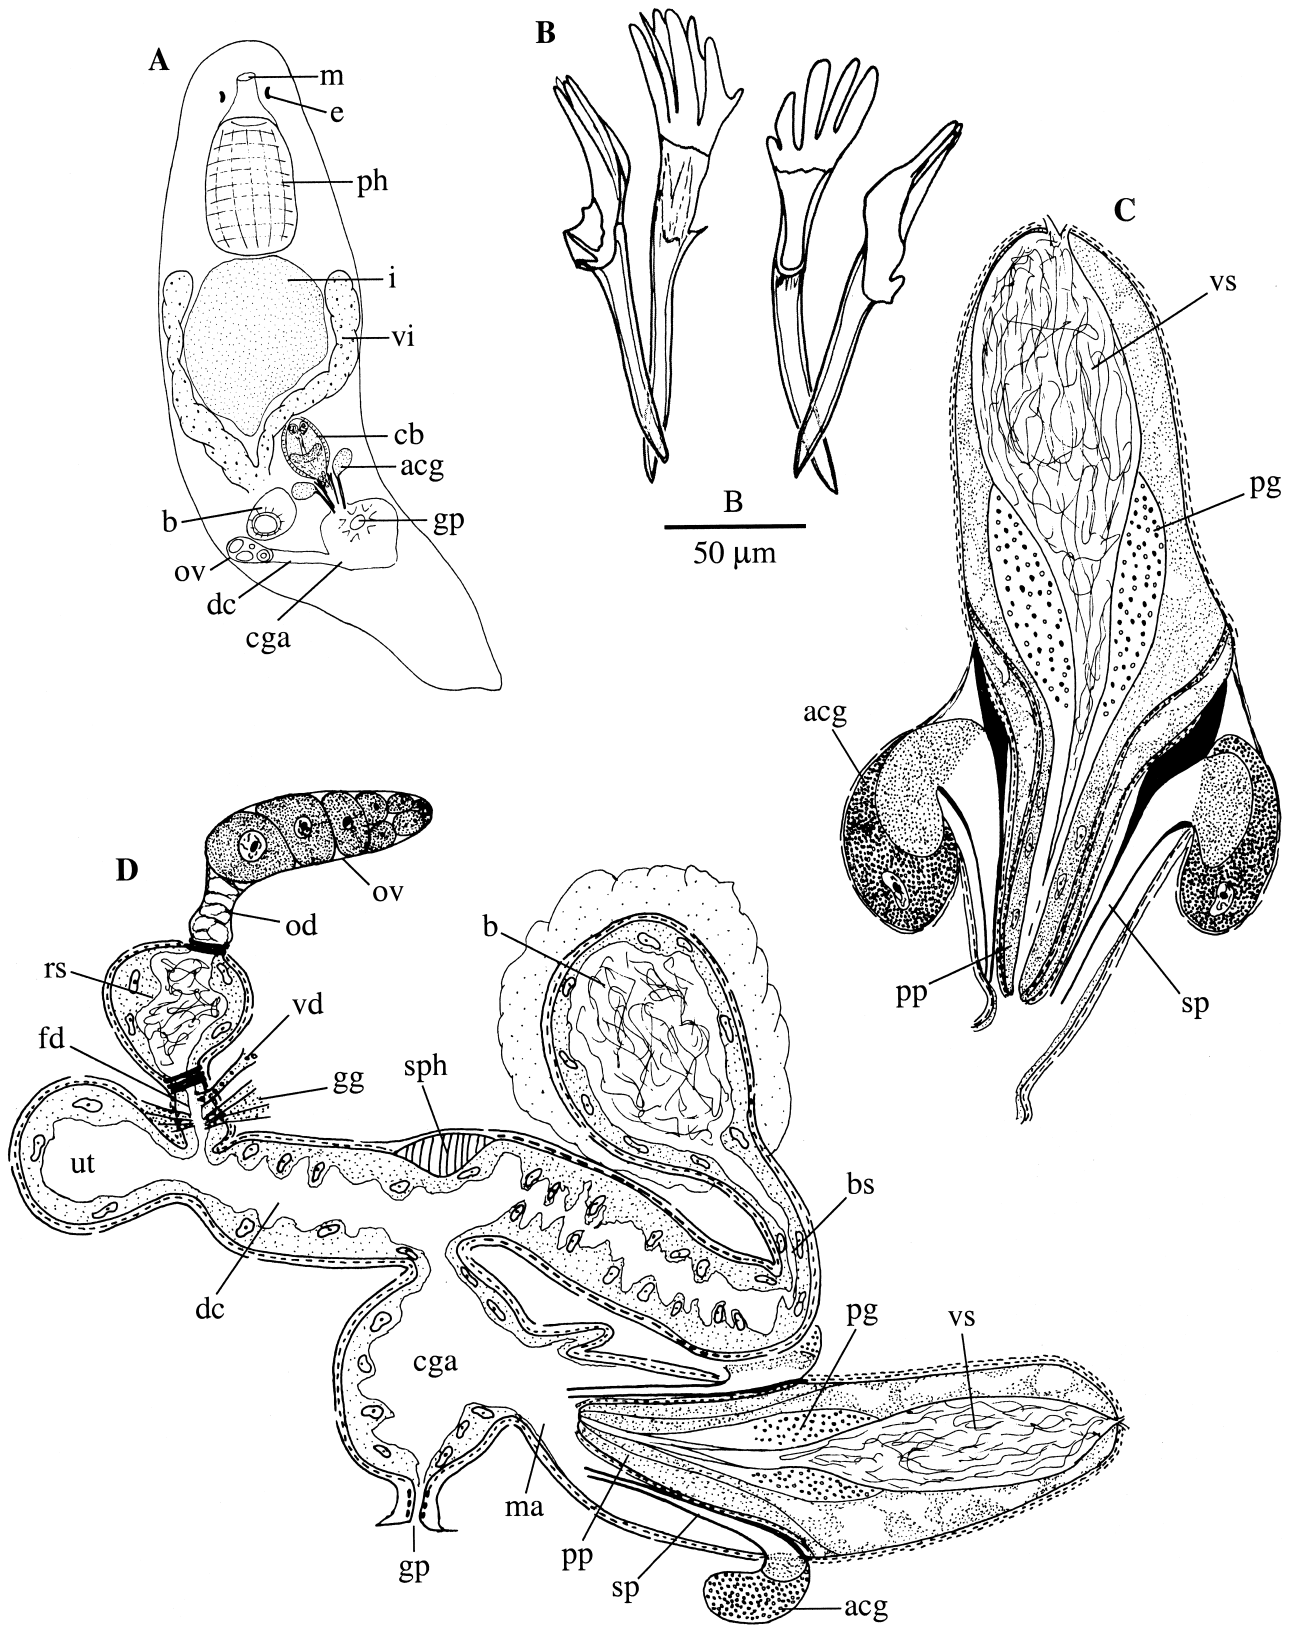 A
m
e
ph
i
vi
cb
acg
b
gp
ov
dc
cga
B
B
50 μm
C
vs
pg
acg
pp
sp
D
ov
od
rs
vd
fd
gg
sph
b
ut
bs
dc
pg
vs
cga
ma
gp
pp
sp
acg